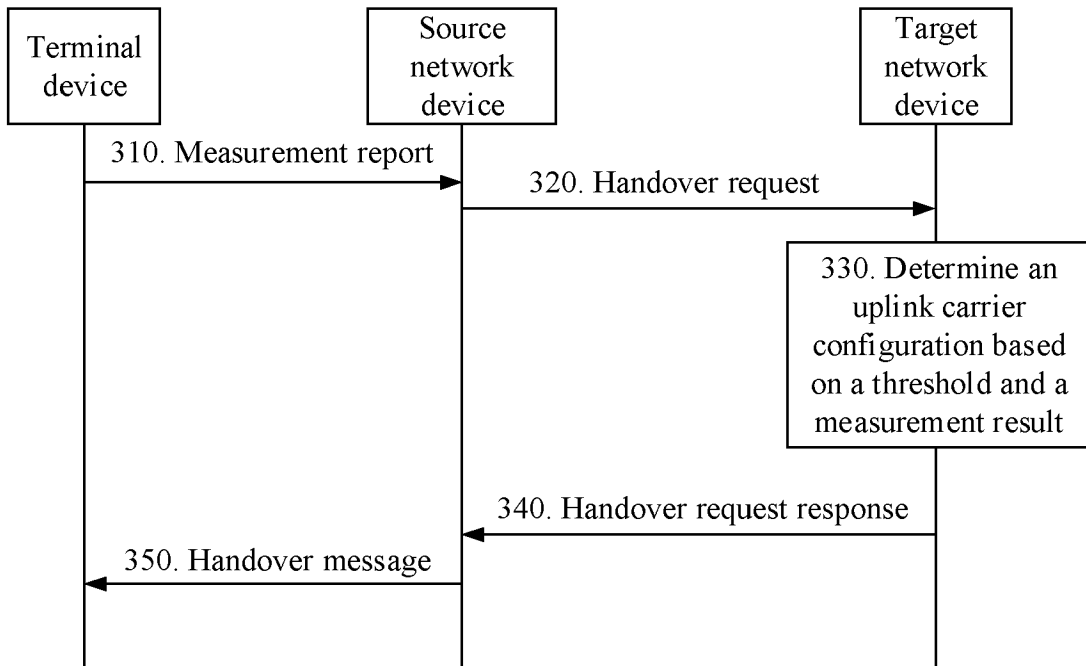 Terminal
device
Source
network
device
Target
network
device
310. Measurement report
320. Handover request
330. Determine an
uplink carrier
configuration based
on a threshold and a
measurement result
340. Handover request response
350. Handover message